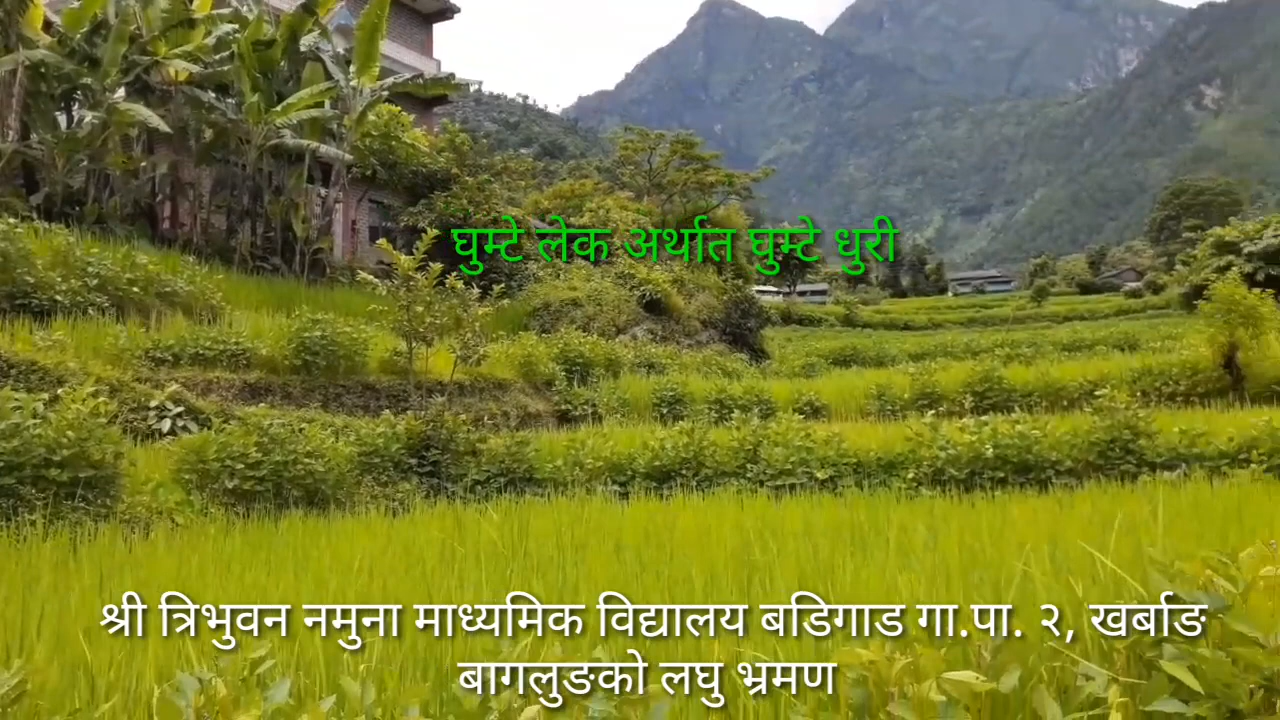 घुम्टे लेक अर्थात घुम्टे धुरी
श्री त्रिभुवन नमुना माध्यमिक विद्यालय बडिगाड गा.पा. २, खर्बाङ
बागलुङको लघु भ्रमण